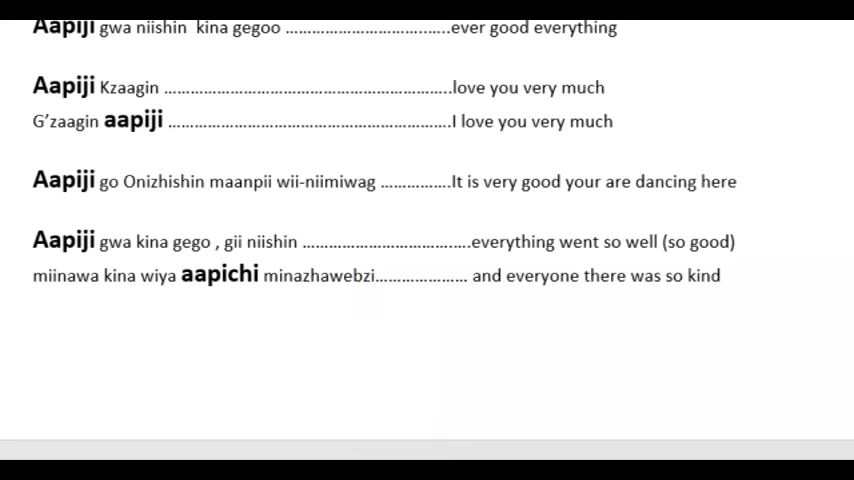 Aapiji gwa niishin kina gegoo ……………………………..…..ever good everything
Aapiji Kzaagin ………………………………………………………..love you very much
G’zaagin aapiji ……………………………………………………….I love you very much
Aapiji go Onizhishin maanpii wii-niimiwag …………….It is very good your are dancing here
Aapiji gwa kina gego , gii niishin …………………………….…..everything went so well (so good)
miinawa kina wiya aapichi minazhawebzi………………… and everyone there was so kind